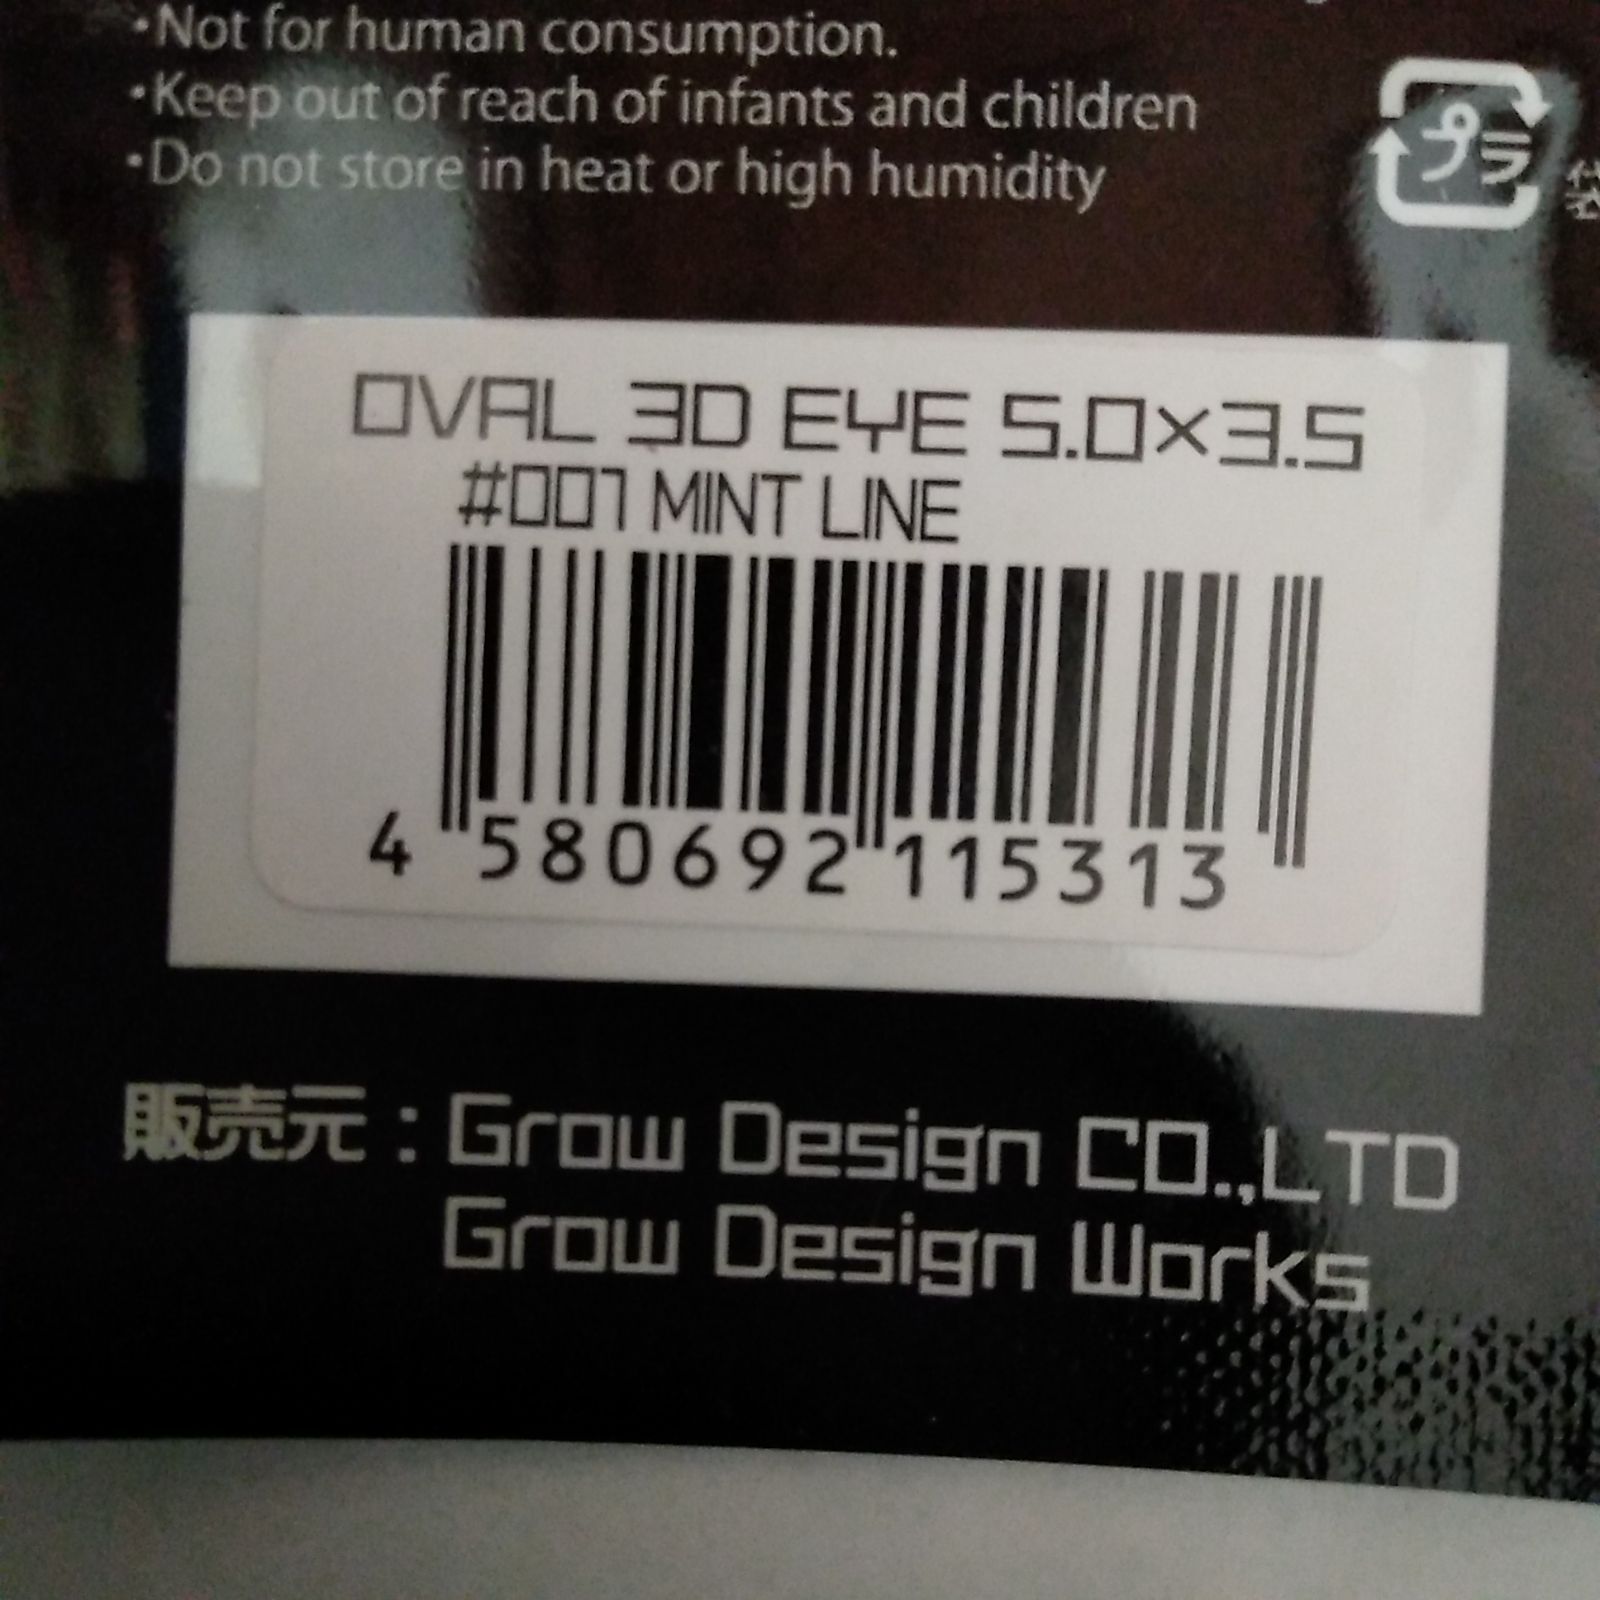 •Not for human consumption.
•Keep out of reach of infants and children
•Do not store in heat or high humidity
プラ
袋
OVAL 3D EYE 5.0×3.5
#001 MINT LINE
4 580692 115313
販売元：Grow Design CO.,LTD
Grow Design Works